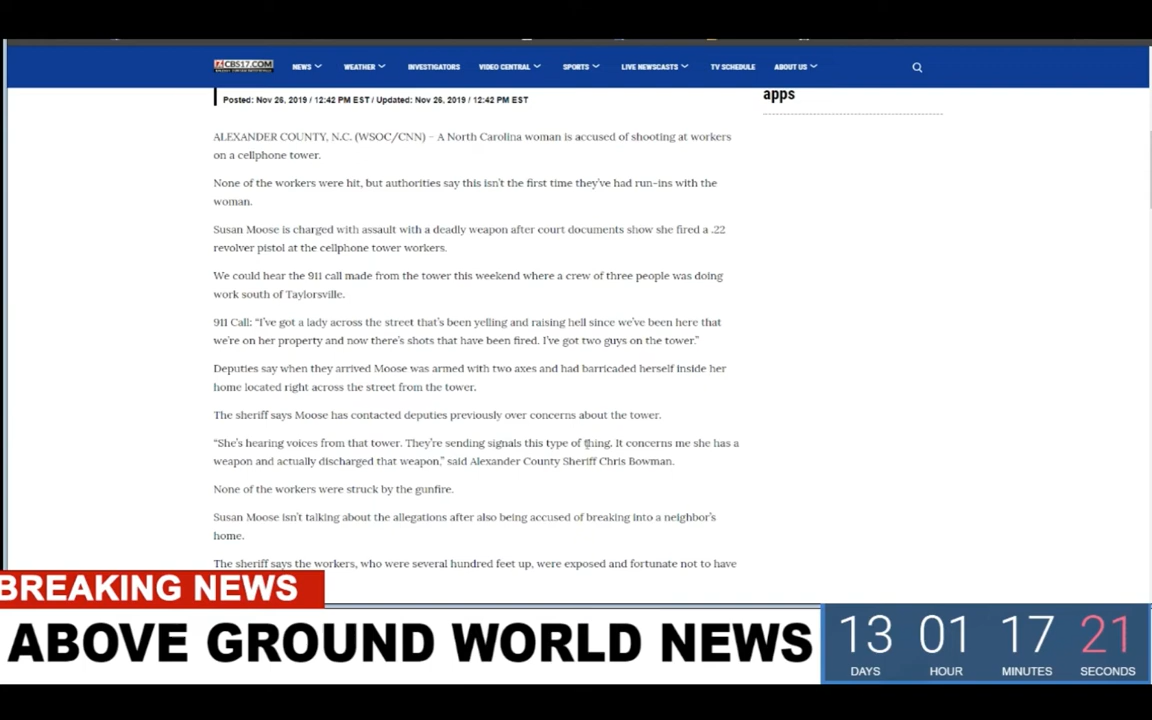 CBS17.COM
NEWS WEATHER INVESTIGATORS VIDEO CENTRAL SPORTS LIVE NEWSCASTS TV SCHEDULE ABOUT US
apps
Posted: Nov 26, 2019 / 12:42 PM EST / Updated: Nov 26, 2019 / 12:42 PM EST
ALEXANDER COUNTY, N.C. (WSOC/CNN) – A North Carolina woman is accused of shooting at workers
on a cellphone tower.
None of the workers were hit, but authorities say this isn't the first time they've had run-ins with the
woman.
Susan Moose is charged with assault with a deadly weapon after court documents show she fired a .22
revolver pistol at the cellphone tower workers.
We could hear the 911 call made from the tower this weekend where a crew of three people was doing
work south of Taylorsville.
911 Call: "I've got a lady across the street that's been yelling and raising hell since we've been here that
we're on her property and now there's shots that have been fired. I've got two guys on the tower."
Deputies say when they arrived Moose was armed with two axes and had barricaded herself inside her
home located right across the street from the tower.
The sheriff says Moose has contacted deputies previously over concerns about the tower.
"She's hearing voices from that tower. They're sending signals this type of thing. It concerns me she has a
weapon and actually discharged that weapon," said Alexander County Sheriff Chris Bowman.
None of the workers were struck by the gunfire.
Susan Moose isn't talking about the allegations after also being accused of breaking into a neighbor's
home.
The sheriff says the workers, who were several hundred feet up, were exposed and fortunate not to have
BREAKING NEWS
ABOVE GROUND WORLD NEWS
13 01 17 21
DAYS HOUR MINUTES SECONDS